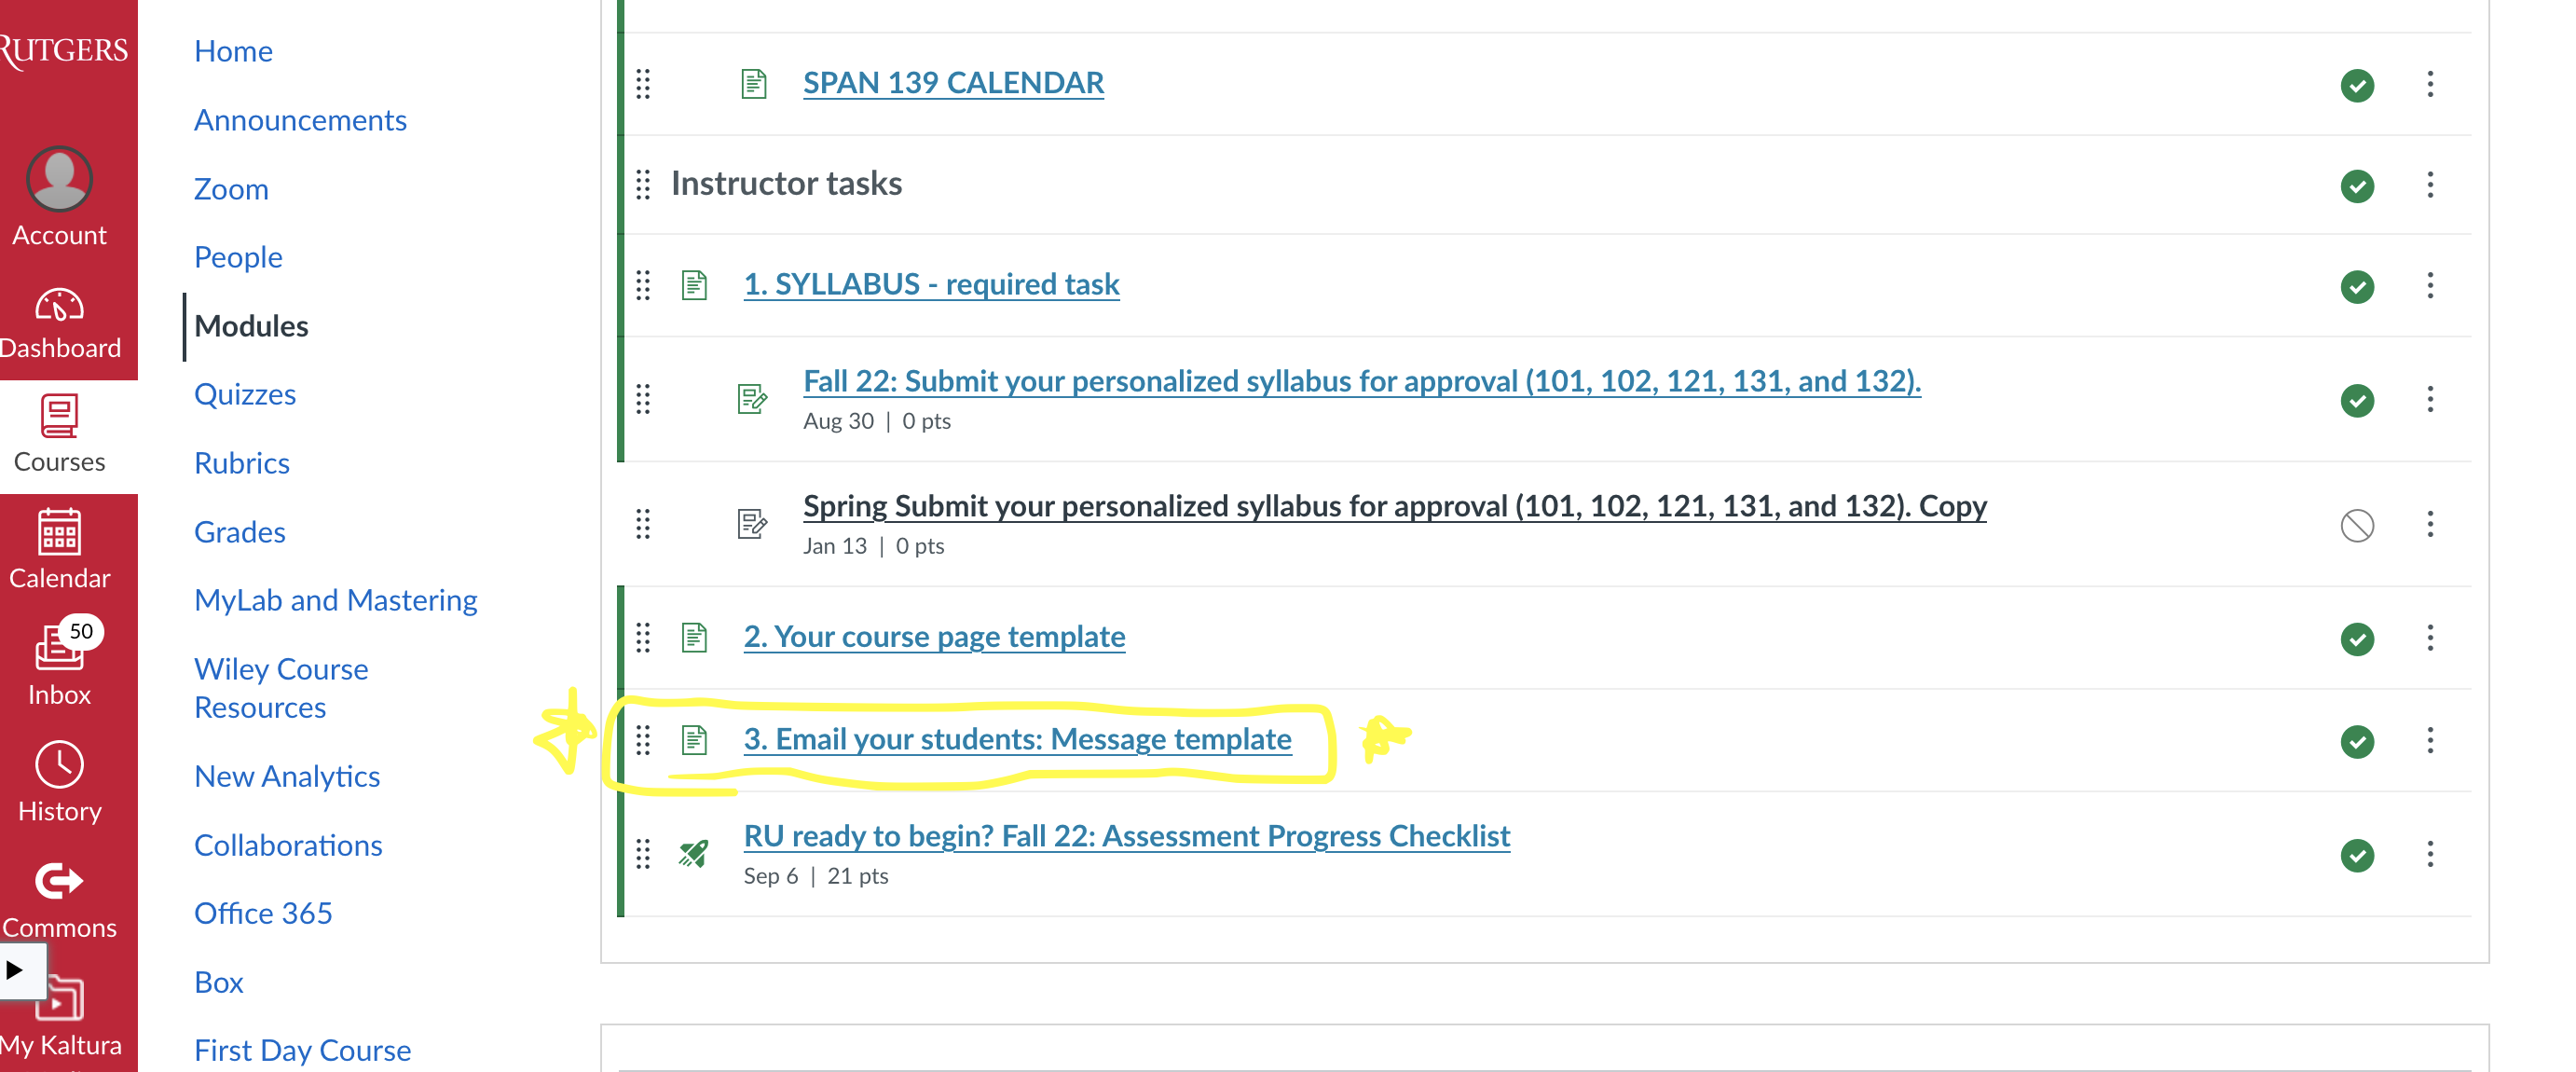 RUTGERS
Account
Dashboard
Courses
Calendar
50
Inbox
History
Commons
My Kaltura
Home
Announcements
Zoom
People
Modules
Quizzes
Rubrics
Grades
MyLab and Mastering
Wiley Course
Resources
New Analytics
Collaborations
Office 365
Box
First Day Course
SPAN 139 CALENDAR
Instructor tasks
1. SYLLABUS - required task
Fall 22: Submit your personalized syllabus for approval (101, 102, 121, 131, and 132).
Aug 30 | 0 pts
Spring Submit your personalized syllabus for approval (101, 102, 121, 131, and 132). Copy
Jan 13 | 0 pts
2. Your course page template
3. Email your students: Message template
RU ready to begin? Fall 22: Assessment Progress Checklist
Sep 6 | 21 pts